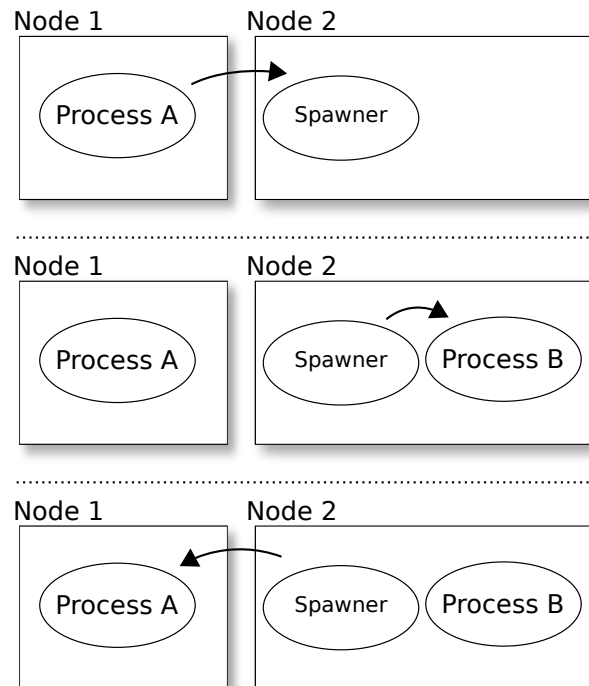 Node 1 Node 2
Process A Spawner
Node 1 Node 2
Process A Spawner Process B
Node 1 Node 2
Process A Spawner Process B